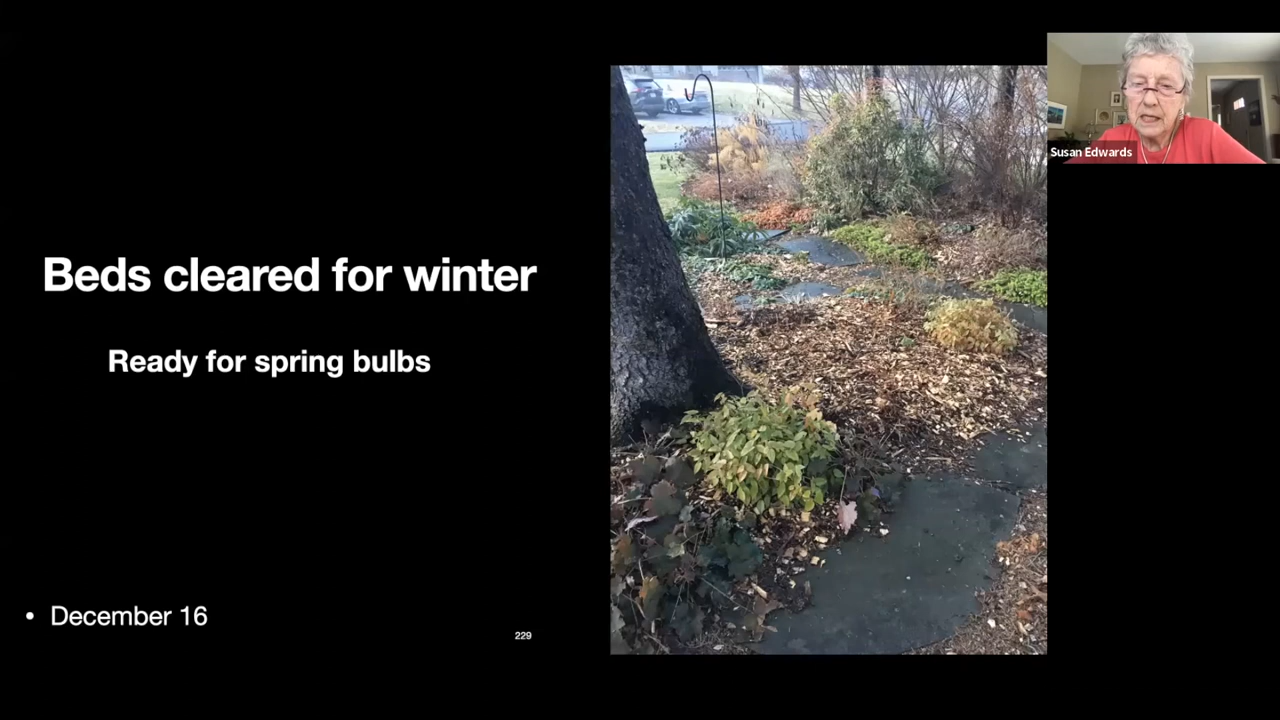 Susan Edwards
Beds cleared for winter
Ready for spring bulbs
• December 16
229